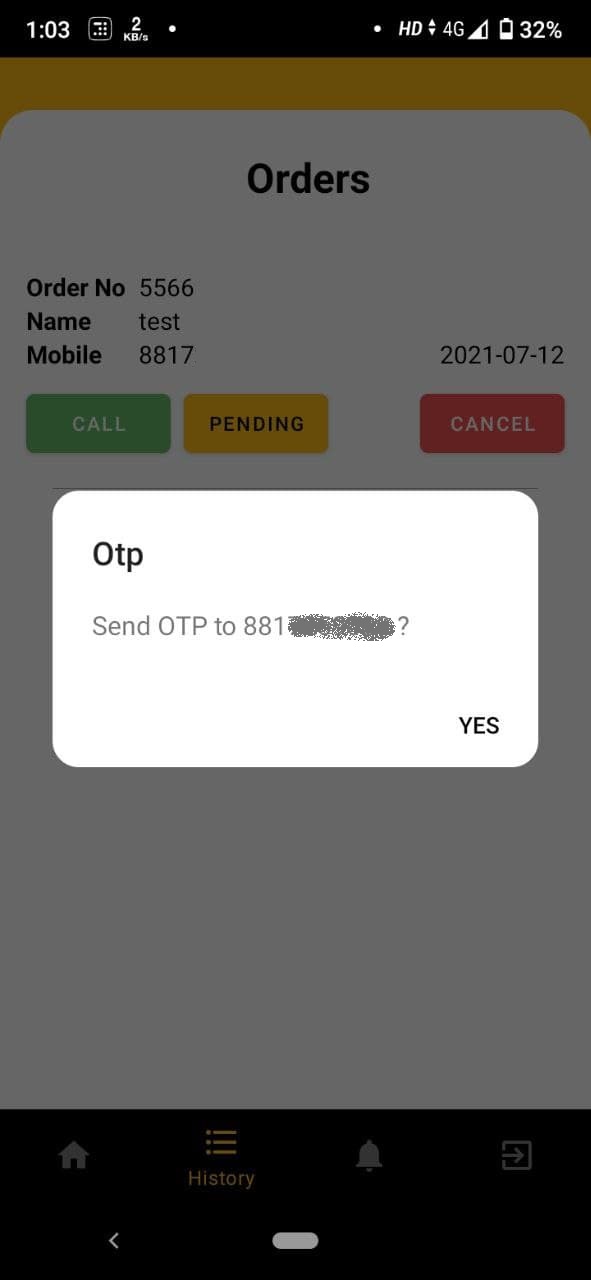 1:03 2 KB/s HD 4G 32%
Orders
Order No 5566
Name test
Mobile 8817 2021-07-12
CALL PENDING CANCEL
Otp
Send OTP to 881 ?
YES
History